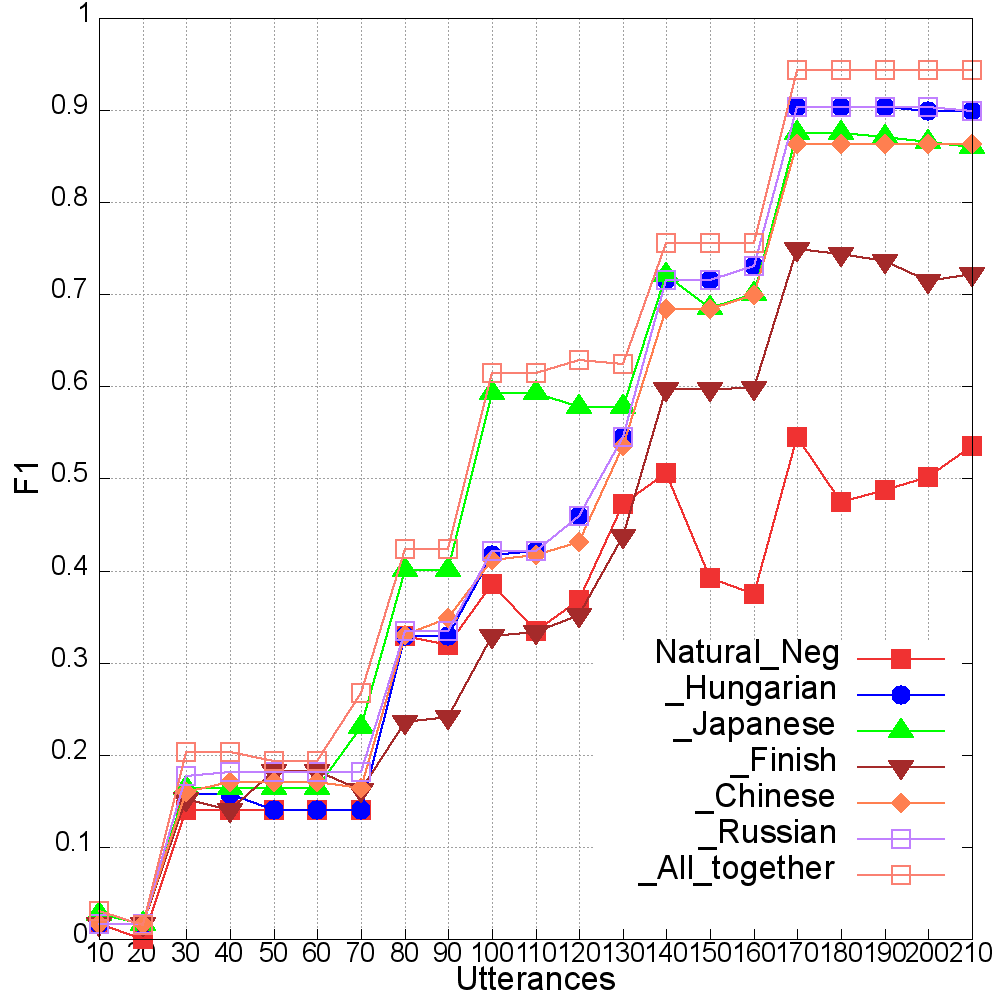 1
0.9
0.8
0.7
0.6
0.5
0.4
0.3
0.2
0.1
0
F1
Natural_Neg
_Hungarian
_Japanese
_Finish
_Chinese
_Russian
_All_together
10 20 30 40 50 60 70 80 90 100 110 120 130 140 150 160 170 180 190 200 210
Utterances